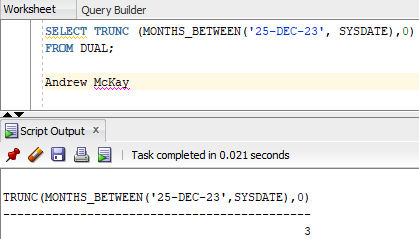 Worksheet Query Builder
SELECT TRUNC (MONTHS_BETWEEN('25-DEC-23', SYSDATE),0)
FROM DUAL;
Andrew McKay
Script Output x
Task completed in 0.021 seconds
TRUNC(MONTHS_BETWEEN('25-DEC-23',SYSDATE),0)
--------------------------------------------
3